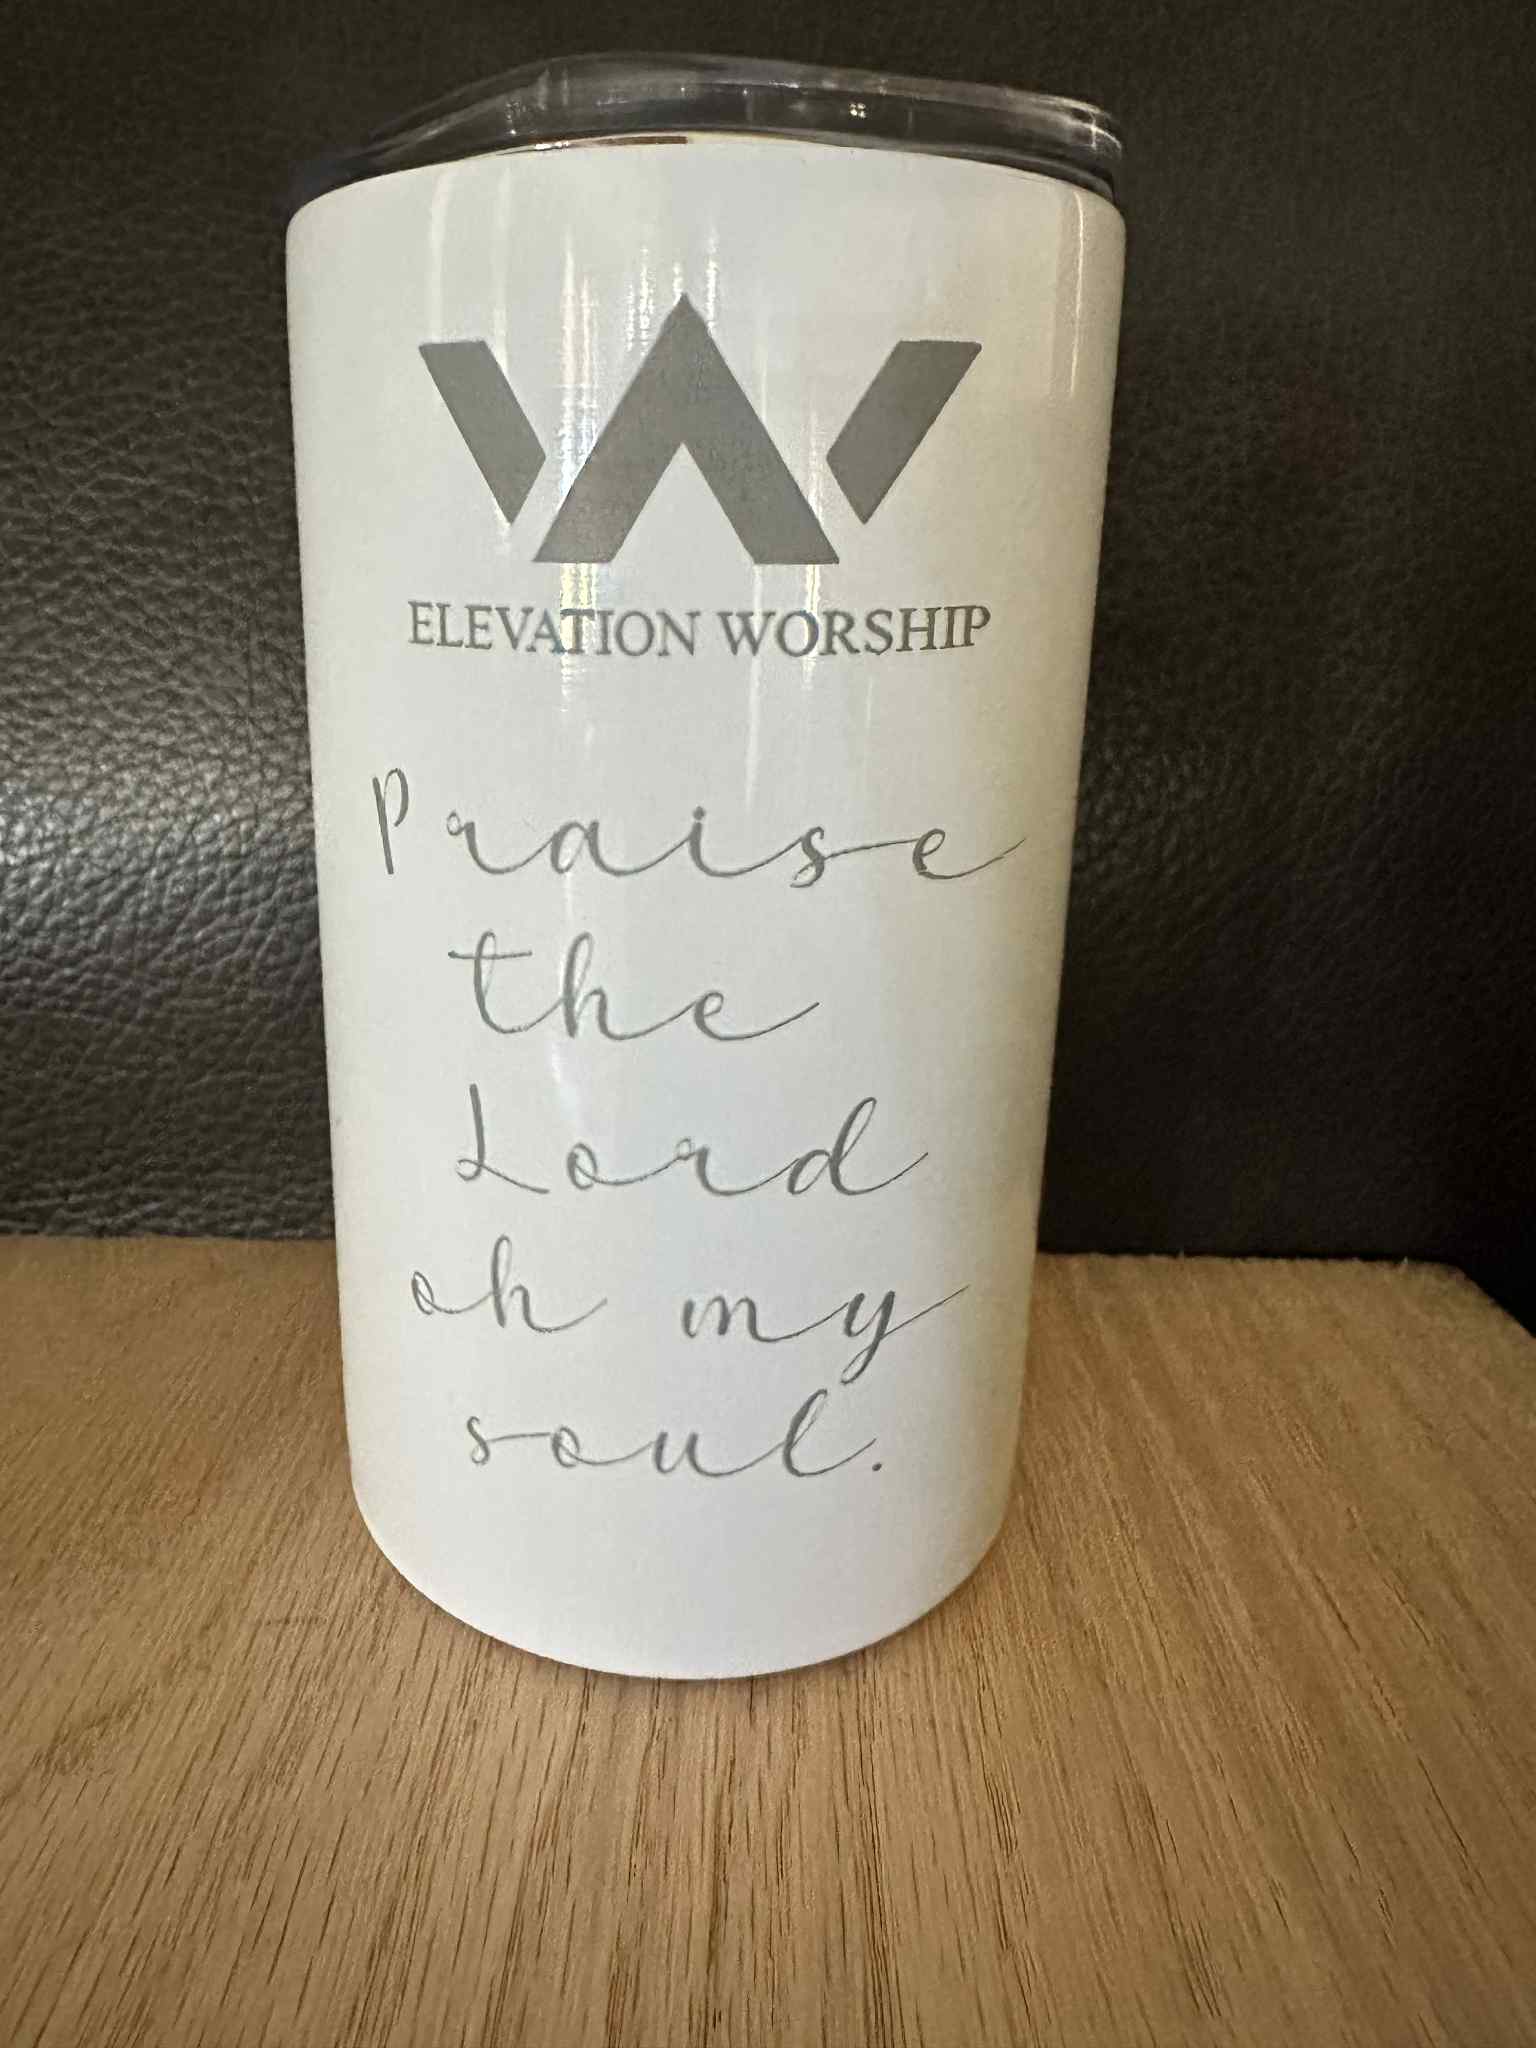 ELEVATION WORSHIP
Praise
the
Lord
oh my
soul.